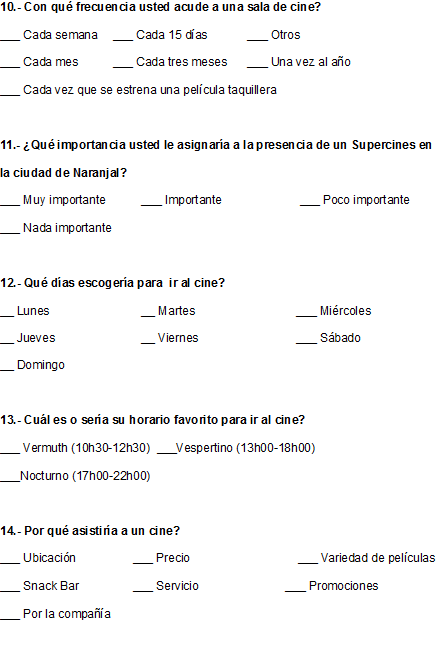 10.- Con qué frecuencia usted acude a una sala de cine?
___ Cada semana ___ Cada 15 días ___ Otros
___ Cada mes ___ Cada tres meses ___ Una vez al año
___ Cada vez que se estrena una película taquillera
11.- ¿Qué importancia usted le asignaría a la presencia de un Supercines en
la ciudad de Naranjal?
___ Muy importante ___ Importante ___ Poco importante
___ Nada importante
12.- Qué días escogería para ir al cine?
__ Lunes __ Martes ___ Miércoles
__ Jueves __ Viernes ___ Sábado
__ Domingo
13.- Cuál es o sería su horario favorito para ir al cine?
___ Vermuth (10h30-12h30) ___Vespertino (13h00-18h00)
___Nocturno (17h00-22h00)
14.- Por qué asistiría a un cine?
___ Ubicación ___ Precio ___ Variedad de películas
___ Snack Bar ___ Servicio ___ Promociones
___ Por la compañía